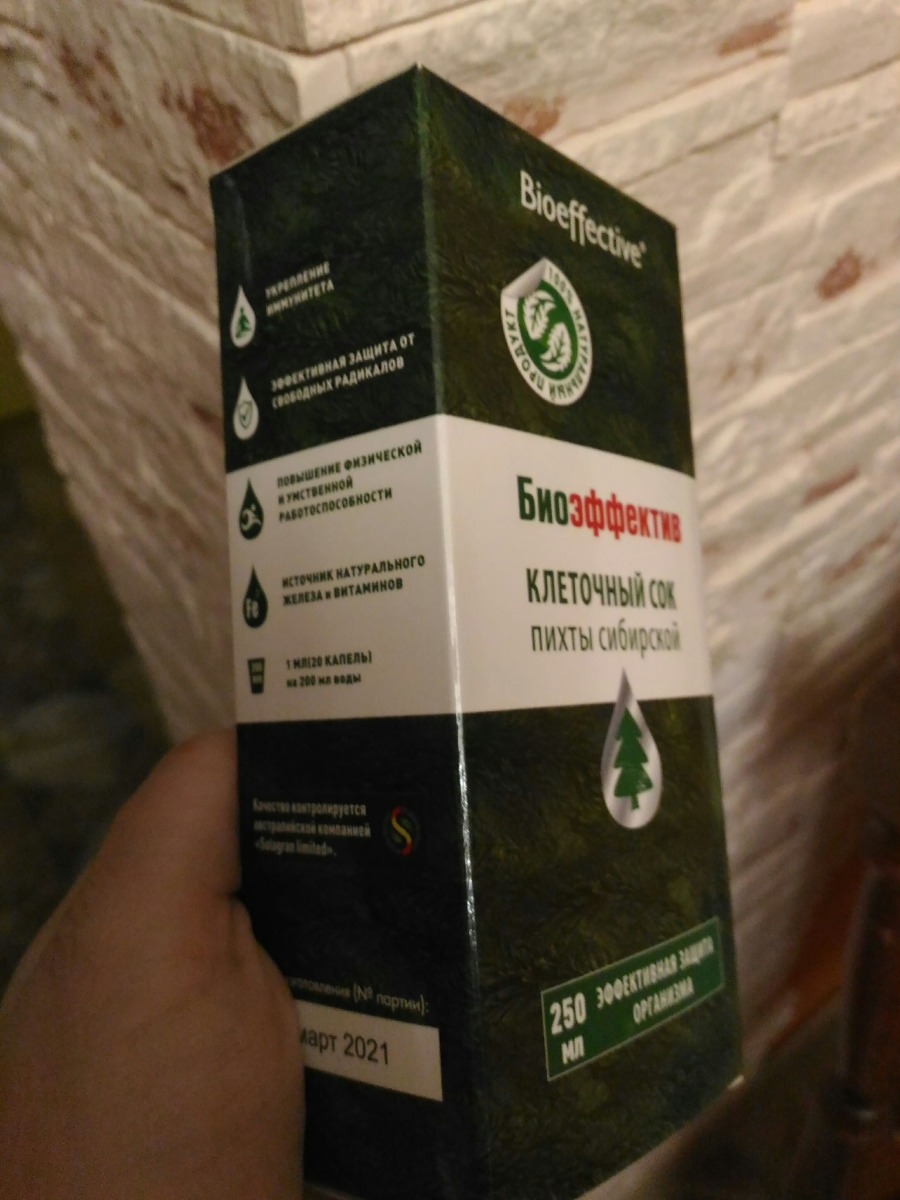 Bioeffective®
100% НАТУРАЛЬНЫЙ ПРОДУКТ
Биоэффектив
КЛЕТОЧНЫЙ СОК
ПИХТЫ СИБИРСКОЙ
250
МЛ
ЭФФЕКТИВНАЯ ЗАЩИТА
ОРГАНИЗМА
УКРЕПЛЕНИЕ
ИММУНИТЕТА
ЭФФЕКТИВНАЯ ЗАЩИТА ОТ
СВОБОДНЫХ РАДИКАЛОВ
ПОВЫШЕНИЕ ФИЗИЧЕСКОЙ
И УМСТВЕННОЙ
РАБОТОСПОСОБНОСТИ
Fe
ИСТОЧНИК НАТУРАЛЬНОГО
ЖЕЛЕЗА и ВИТАМИНОВ
1 МЛ(20 КАПЕЛЬ)
на 200 мл воды
Качество контролируется
австралийской компанией
«Solagran limited».
(№ партии):
2021